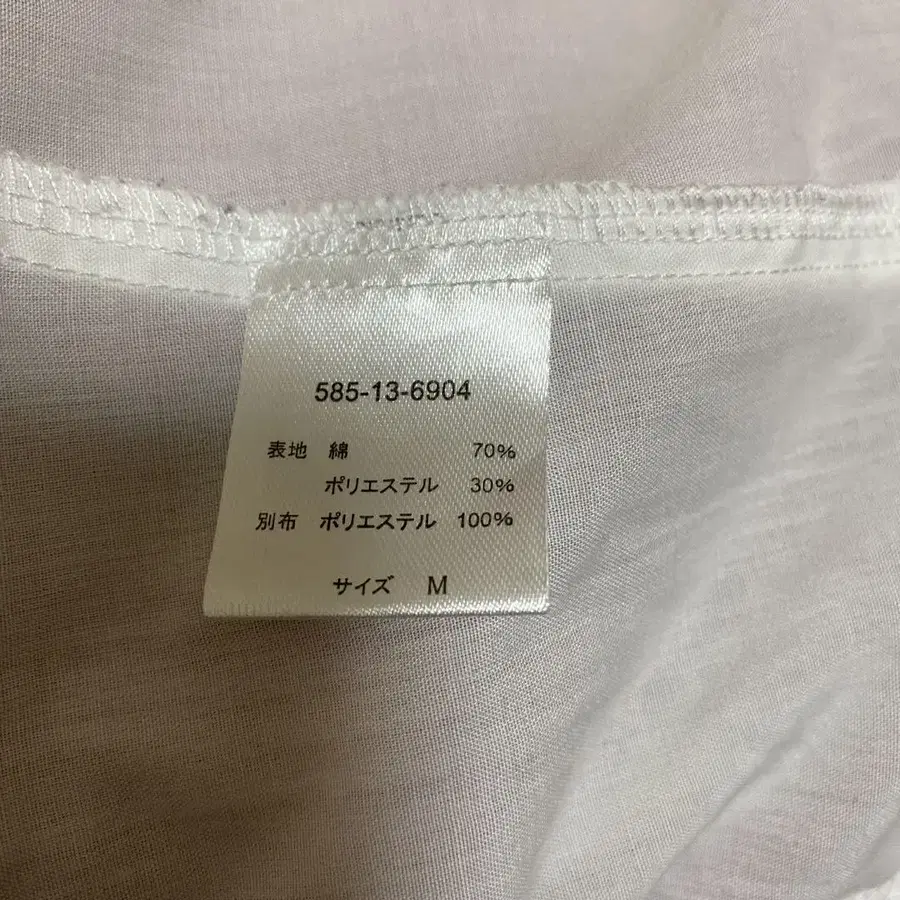 585-13-6904
表地 綿 70%
ポリエステル 30%
別布 ポリエステル 100%
サイズ M